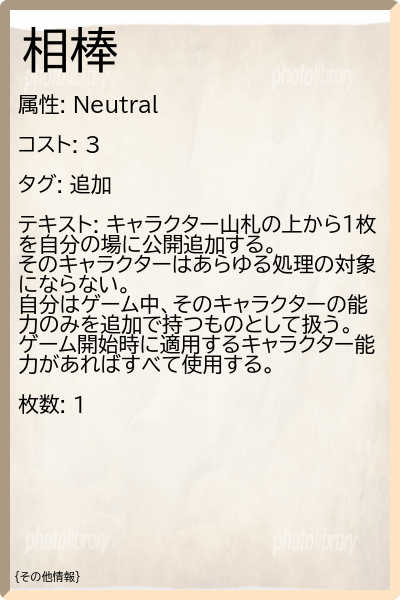 相棒
photolibrary
photolibrary
属性: Neutral
コスト: 3
タグ: 追加
テキスト: キャラクター山札の上から1枚
を自分の場に公開追加する。
そのキャラクターはあらゆる処理の対象
にならない。
自分はゲーム中、そのキャラクターの能
力のみを追加で持つものとして扱う。
ゲーム開始時に適用するキャラクター能
力があればすべて使用する。
枚数: 1
photolibrary
photolibrary
{その他情報}